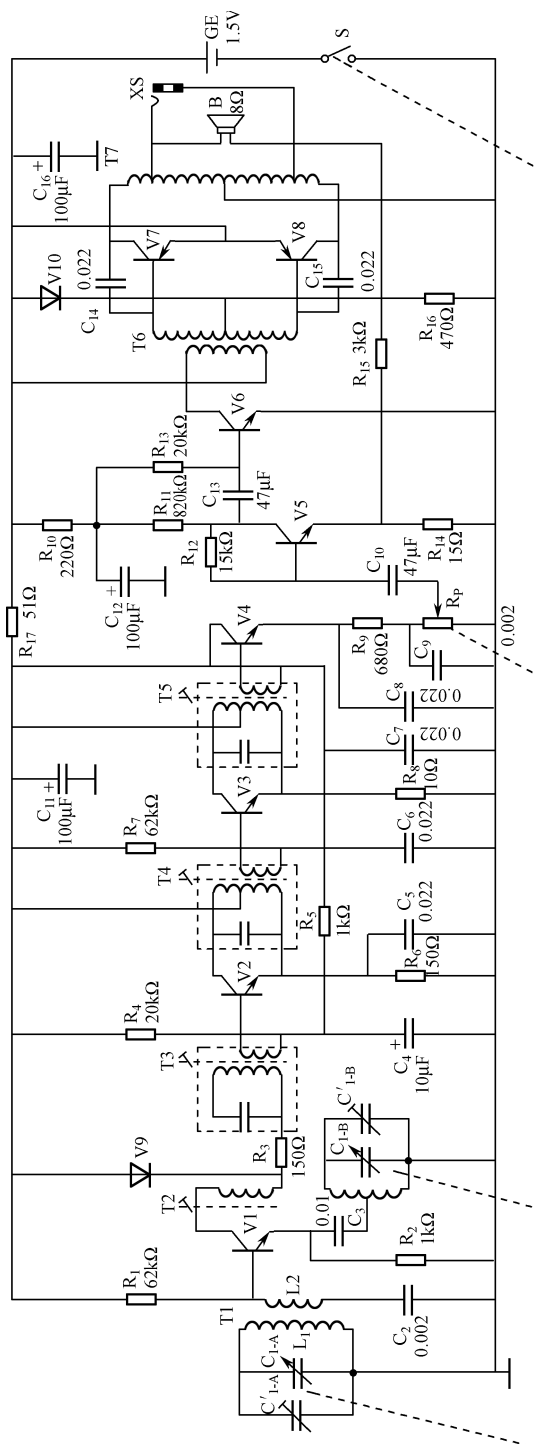 C′1-A
C1-A
L1
T1
L2
C2
0.002
R1
62kΩ
V1
T2
V9
R3
150Ω
0.01
C3
R2
1kΩ
C1-B
C′1-B
T3
R4
20kΩ
C4
10μF
V2
R5
1kΩ
R6
150Ω
C5
0.022
T4
R7
62kΩ
C6
0.022
C11
100μF
V3
R8
10Ω
C7
0.022
C8
0.022
T5
V4
R9
680Ω
C9
0.002
RP
R17 51Ω
C12
100μF
R10
220Ω
R11
820kΩ
R12
15kΩ
R13
20kΩ
C13
47μF
V5
C10
47μF
R14
15Ω
V6
R15 3kΩ
R16
470Ω
T6
C14
0.022
V10
V7
V8
C15
0.022
C16
100μF
T7
XS
B
8Ω
GE
1.5V
S